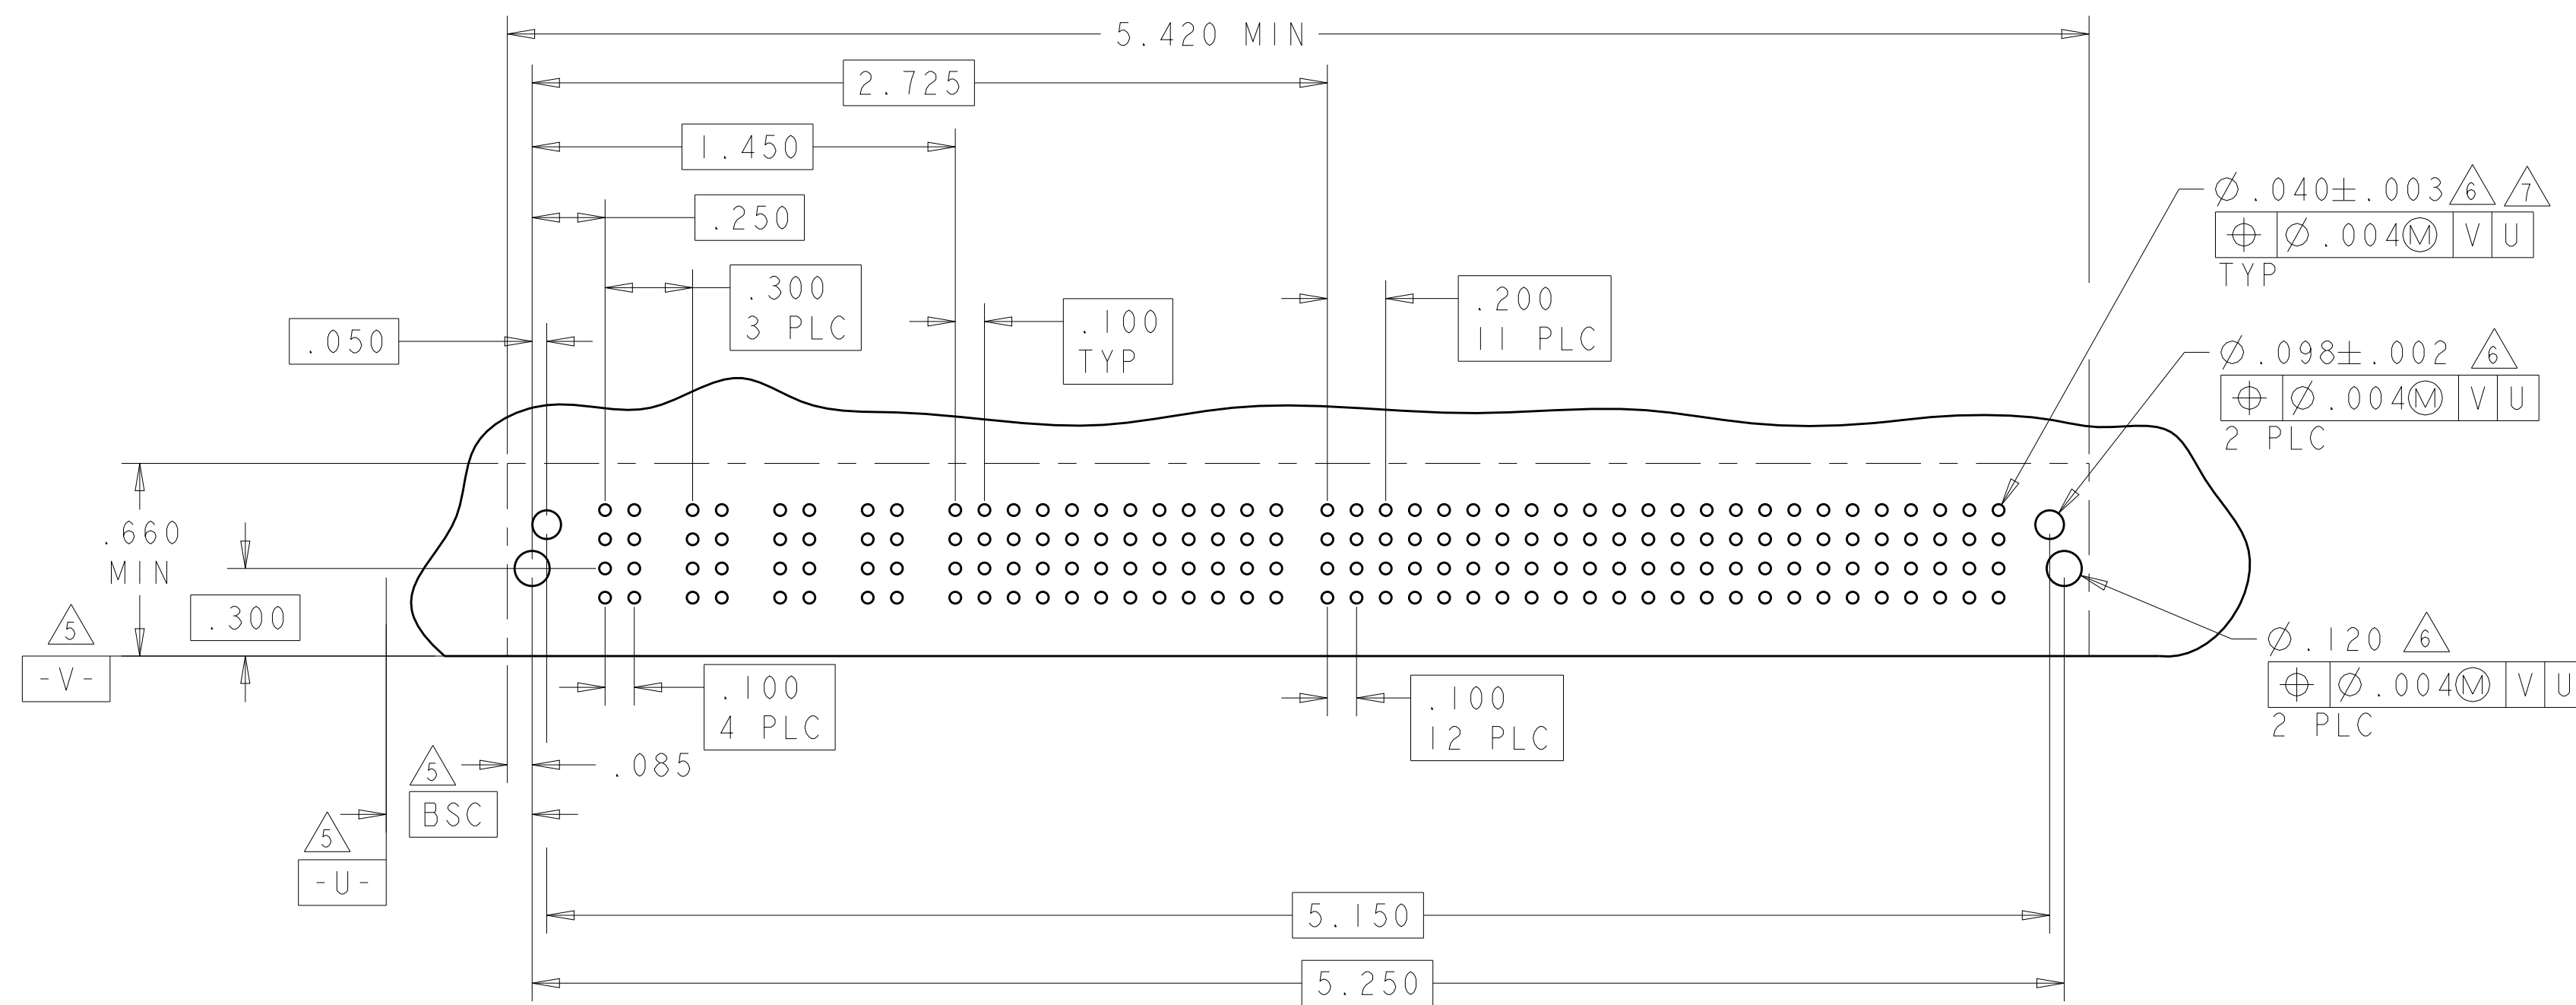 5.420 MIN
2.725
1.450
.250
.300
3 PLC
.050
.100
TYP
.200
11 PLC
⌀.040±.003 6 7
⌖ ⌀.004Ⓜ V U
TYP
⌀.098±.002 6
⌖ ⌀.004Ⓜ V U
2 PLC
.660
MIN
.300
5
-V-
⌀.120 6
⌖ ⌀.004Ⓜ V U
2 PLC
.100
4 PLC
.100
12 PLC
.085
5
BSC
5
-U-
5.150
5.250